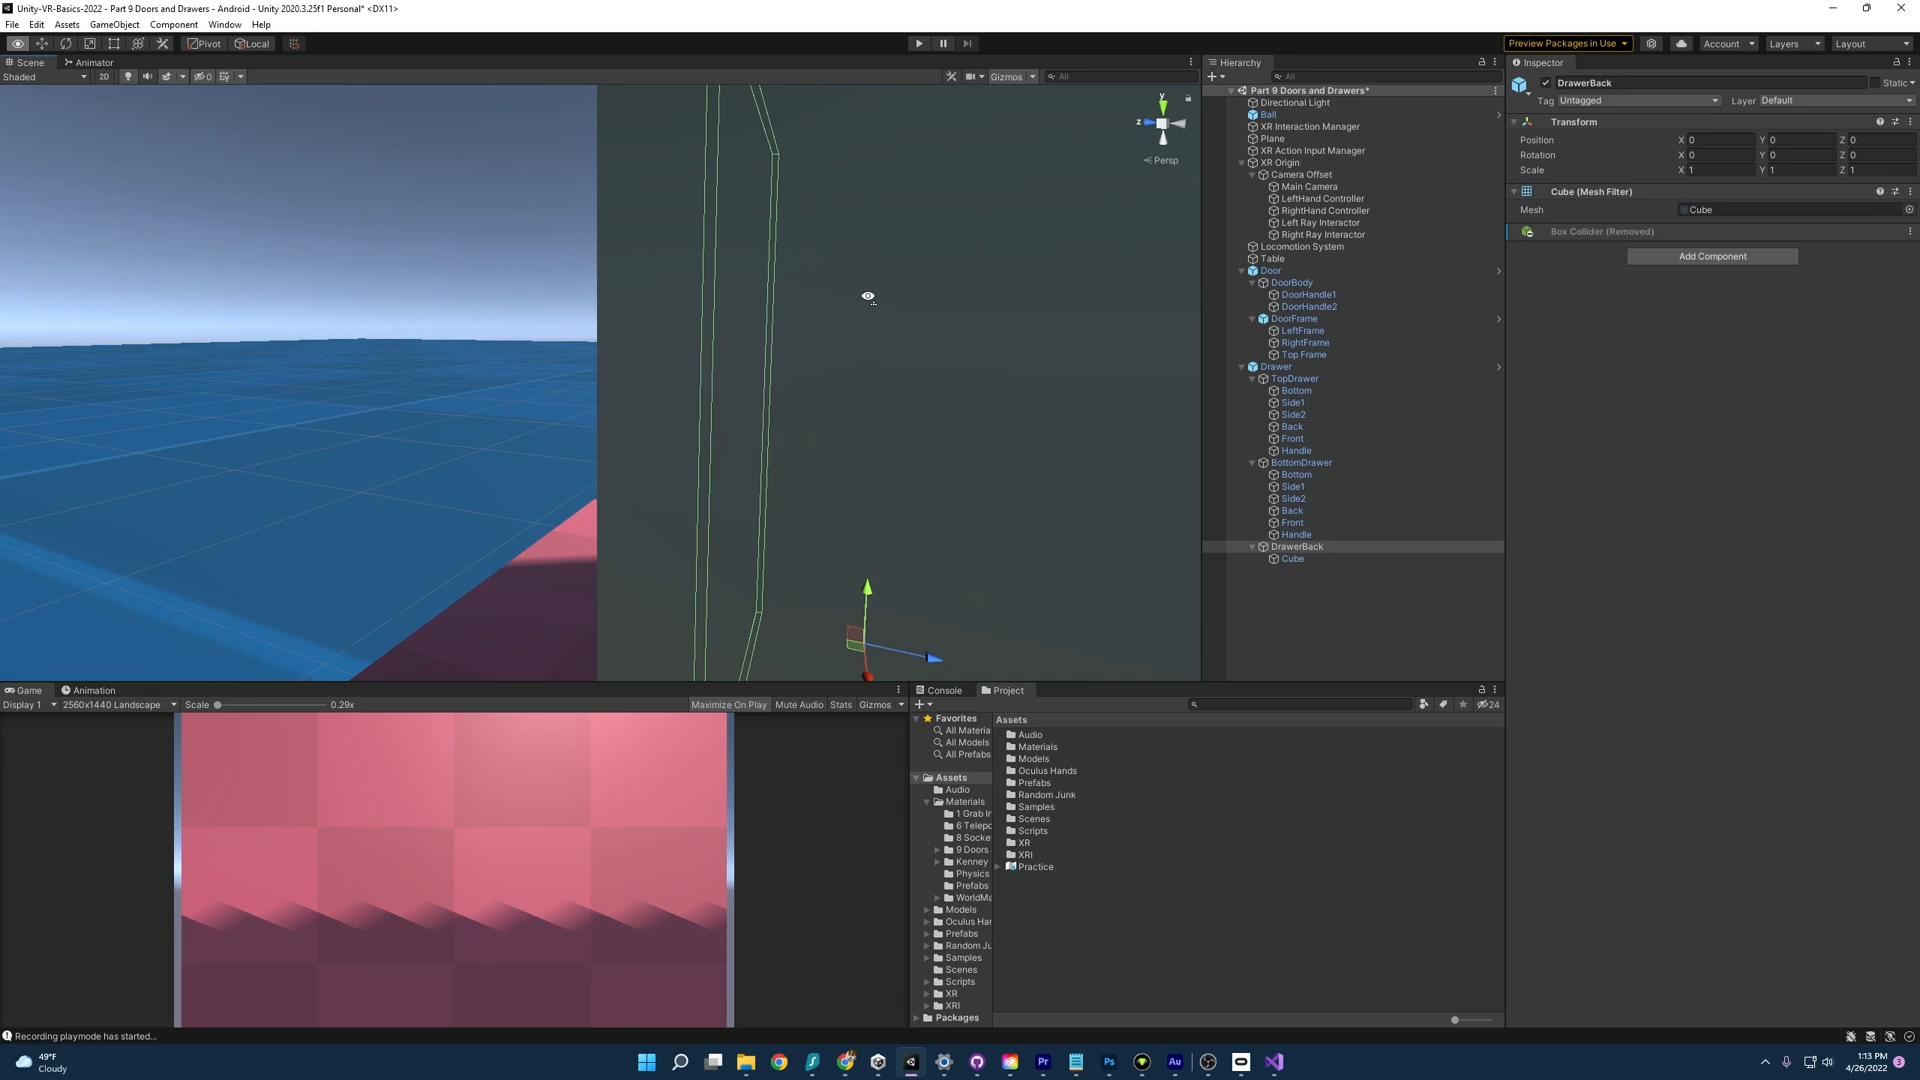 Unity-VR-Basics-2022 - Part 9 Doors and Drawers - Android - Unity 2020.3.25f1 Personal* <DX11>
File Edit Assets GameObject Component Window Help
Pivot Local Preview Packages in Use Account Layers Layout
Scene Animator
Shaded 2D 0 Gizmos All
y
z
Persp
Hierarchy
All
Part 9 Doors and Drawers*
Directional Light
Ball
XR Interaction Manager
Plane
XR Action Input Manager
XR Origin
Camera Offset
Main Camera
LeftHand Controller
RightHand Controller
Left Ray Interactor
Right Ray Interactor
Locomotion System
Table
Door
DoorBody
DoorHandle1
DoorHandle2
DoorFrame
LeftFrame
RightFrame
Top Frame
Drawer
TopDrawer
Bottom
Side1
Side2
Back
Front
Handle
BottomDrawer
Bottom
Side1
Side2
Back
Front
Handle
DrawerBack
Cube
Inspector
DrawerBack Static
Tag Untagged Layer Default
Transform
Position X 0 Y 0 Z 0
Rotation X 0 Y 0 Z 0
Scale X 1 Y 1 Z 1
Cube (Mesh Filter)
Mesh Cube
Box Collider (Removed)
Add Component
Game Animation
Display 1 2560x1440 Landscape Scale 0.29x Maximize On Play Mute Audio Stats Gizmos
Console Project
24
Favorites
All Materia
All Models
All Prefabs
Assets
Audio
Materials
1 Grab In
6 Telepo
8 Socke
9 Doors
Kenney
Physics
Prefabs
WorldMa
Models
Oculus Har
Prefabs
Random Ju
Samples
Scenes
Scripts
XR
XRI
Packages
Assets
Audio
Materials
Models
Oculus Hands
Prefabs
Random Junk
Samples
Scenes
Scripts
XR
XRI
Practice
Recording playmode has started...
49°F
Cloudy
Pr Ps Au
1:13 PM
4/26/2022
3